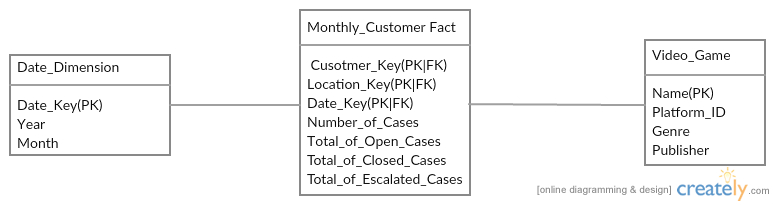 Date_Dimension
Date_Key(PK)
Year
Month
Monthly_Customer Fact
Cusotmer_Key(PK|FK)
Location_Key(PK|FK)
Date_Key(PK|FK)
Number_of_Cases
Total_of_Open_Cases
Total_of_Closed_Cases
Total_of_Escalated_Cases
Video_Game
Name(PK)
Platform_ID
Genre
Publisher
[online diagramming & design] creately.com